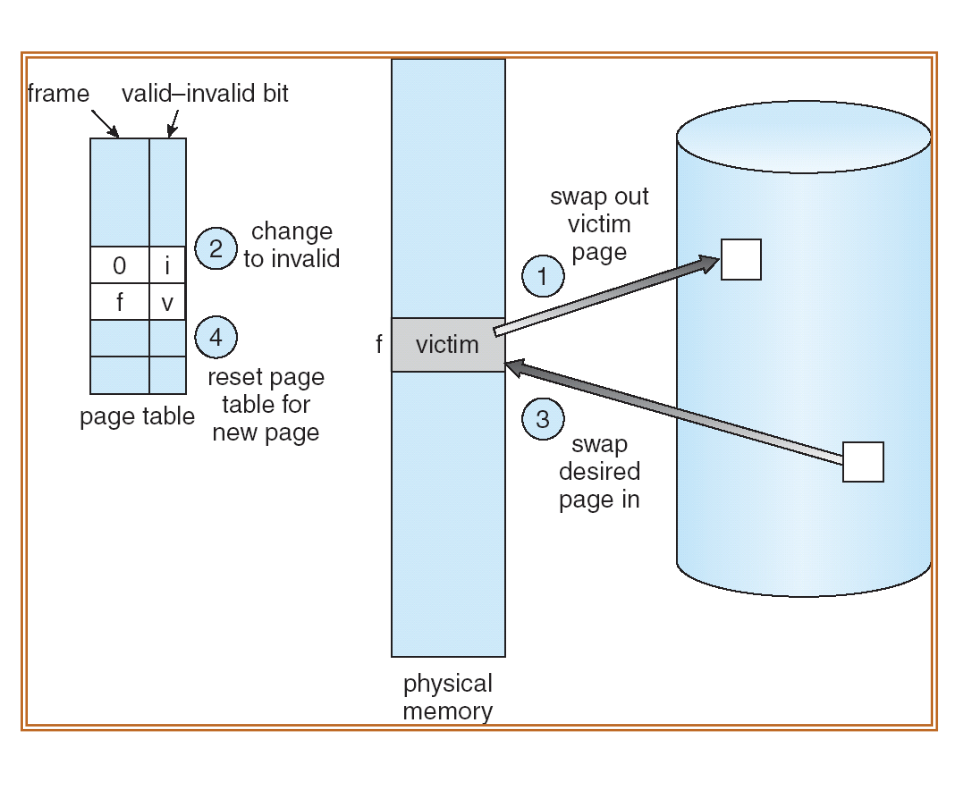 frame
valid–invalid bit
0
i
f
v
2
change
to invalid
4
reset page
table for
new page
page table
swap out
victim
page
1
f
victim
3
swap
desired
page in
physical
memory